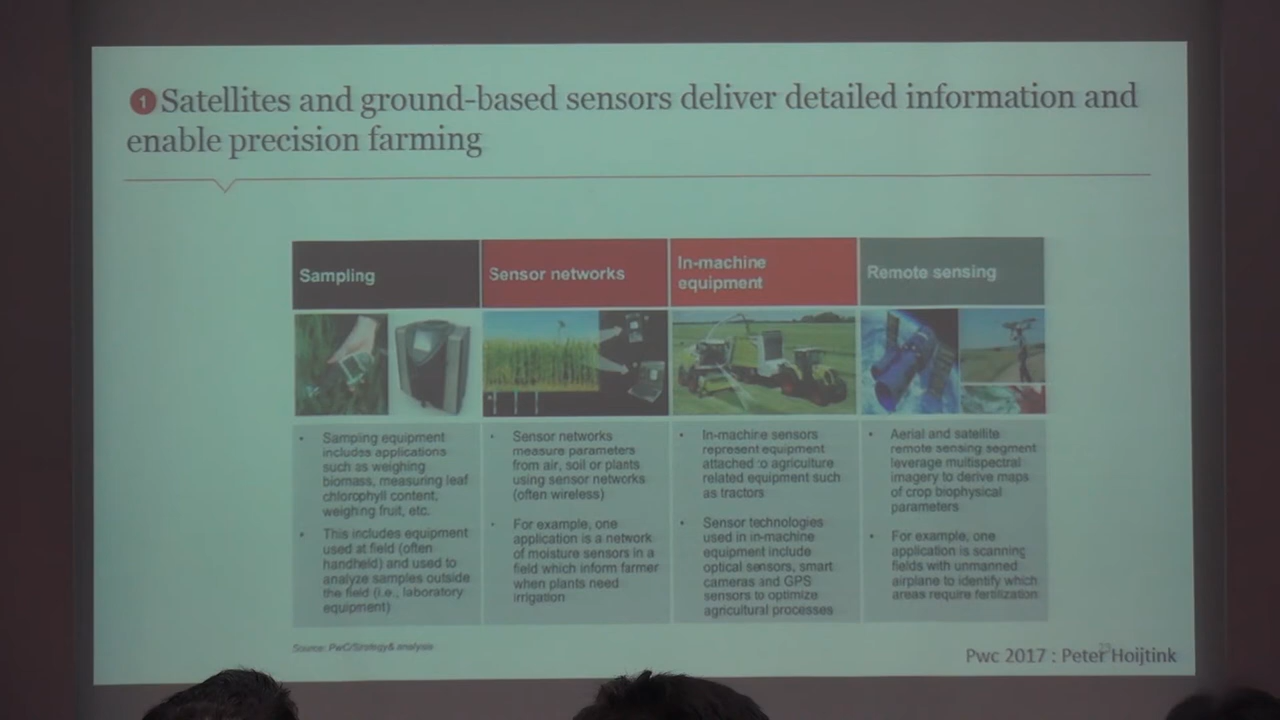 1 Satellites and ground-based sensors deliver detailed information and
enable precision farming
Sampling
Sensor networks
In-machine
equipment
Remote sensing
• Sampling equipment
includes applications
such as weighing
biomass, measuring leaf
chlorophyll content,
weighing fruit, etc.
• This includes equipment
used at field (often
handheld) and used to
analyze samples outside
the field (i.e., laboratory
equipment)
• Sensor networks
measure parameters
from air, soil or plants
using sensor networks
(often wireless)
• For example, one
application is a network
of moisture sensors in a
field which inform farmer
when plants need
irrigation
• In-machine sensors
represent equipment
attached to agriculture
related equipment such
as tractors
• Sensor technologies
used in in-machine
equipment include
optical sensors, smart
cameras and GPS
sensors to optimize
agricultural processes
• Aerial and satellite
remote sensing segment
leverage multispectral
imagery to derive maps
of crop biophysical
parameters
• For example, one
application is scanning
fields with unmanned
airplane to identify which
areas require fertilization
Source: PwC/Strategy& analysis
Pwc 2017 : Peter Hoijtink